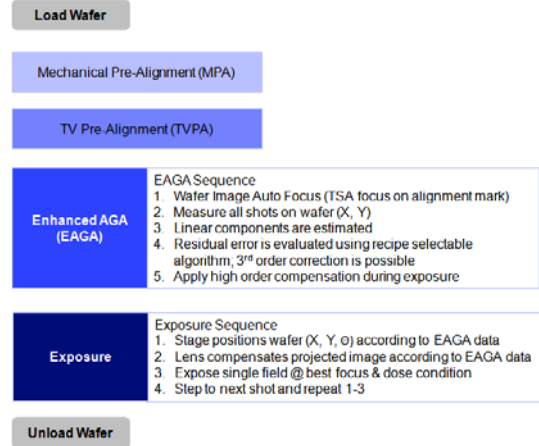 Load Wafer
Mechanical Pre-Alignment (MPA)
TV Pre-Alignment (TVPA)
Enhanced AGA
(EAGA)
EAGA Sequence
1. Wafer Image Auto Focus (TSA focus on alignment mark)
2. Measure all shots on wafer (X, Y)
3. Linear components are estimated
4. Residual error is evaluated using recipe selectable
algorithm; 3rd order correction is possible
5. Apply high order compensation during exposure
Exposure
Exposure Sequence
1. Stage positions wafer (X, Y, Θ) according to EAGA data
2. Lens compensates projected image according to EAGA data
3. Expose single field @ best focus & dose condition
4. Step to next shot and repeat 1-3
Unload Wafer